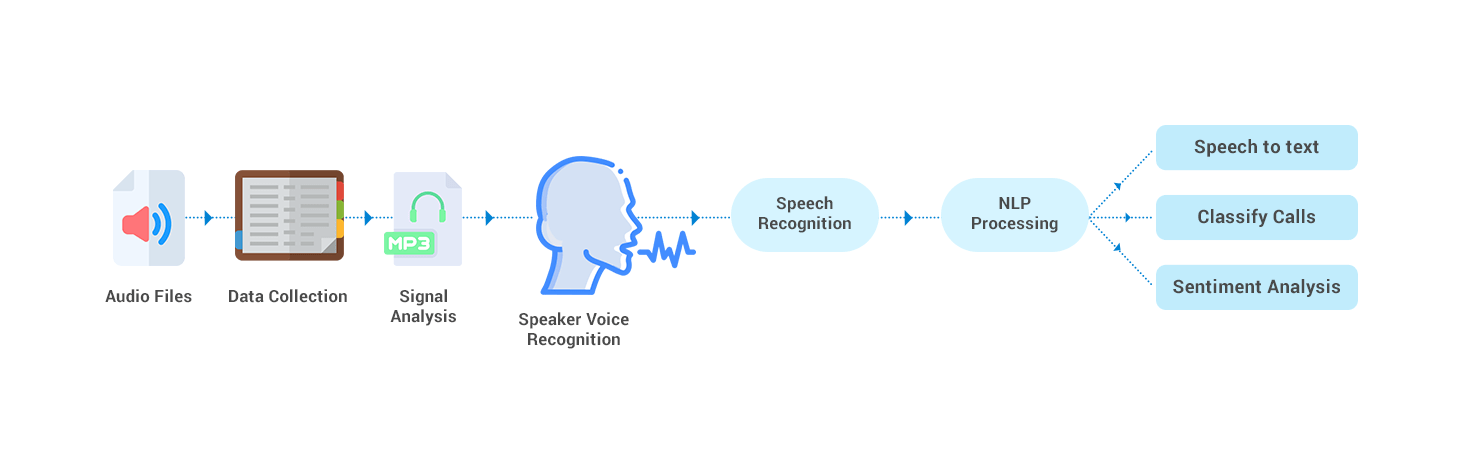 Audio Files
Data Collection
MP3
Signal
Analysis
Speaker Voice
Recognition
Speech
Recognition
NLP
Processing
Speech to text
Classify Calls
Sentiment Analysis